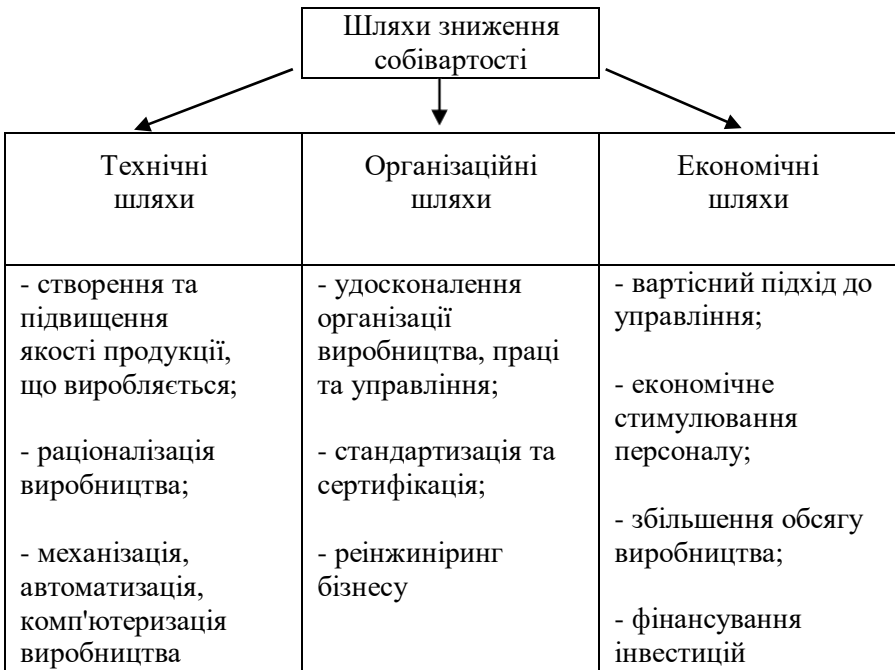 Шляхи зниження
собівартості
Технічні
шляхи
Організаційні
шляхи
Економічні
шляхи
- створення та
підвищення
якості продукції,
що виробляється;
- раціоналізація
виробництва;
- механізація,
автоматизація,
комп'ютеризація
виробництва
- удосконалення
організації
виробництва, праці
та управління;
- стандартизація та
сертифікація;
- реінжиніринг
бізнесу
- вартісний підхід до
управління;
- економічне
стимулювання
персоналу;
- збільшення обсягу
виробництва;
- фінансування
інвестицій